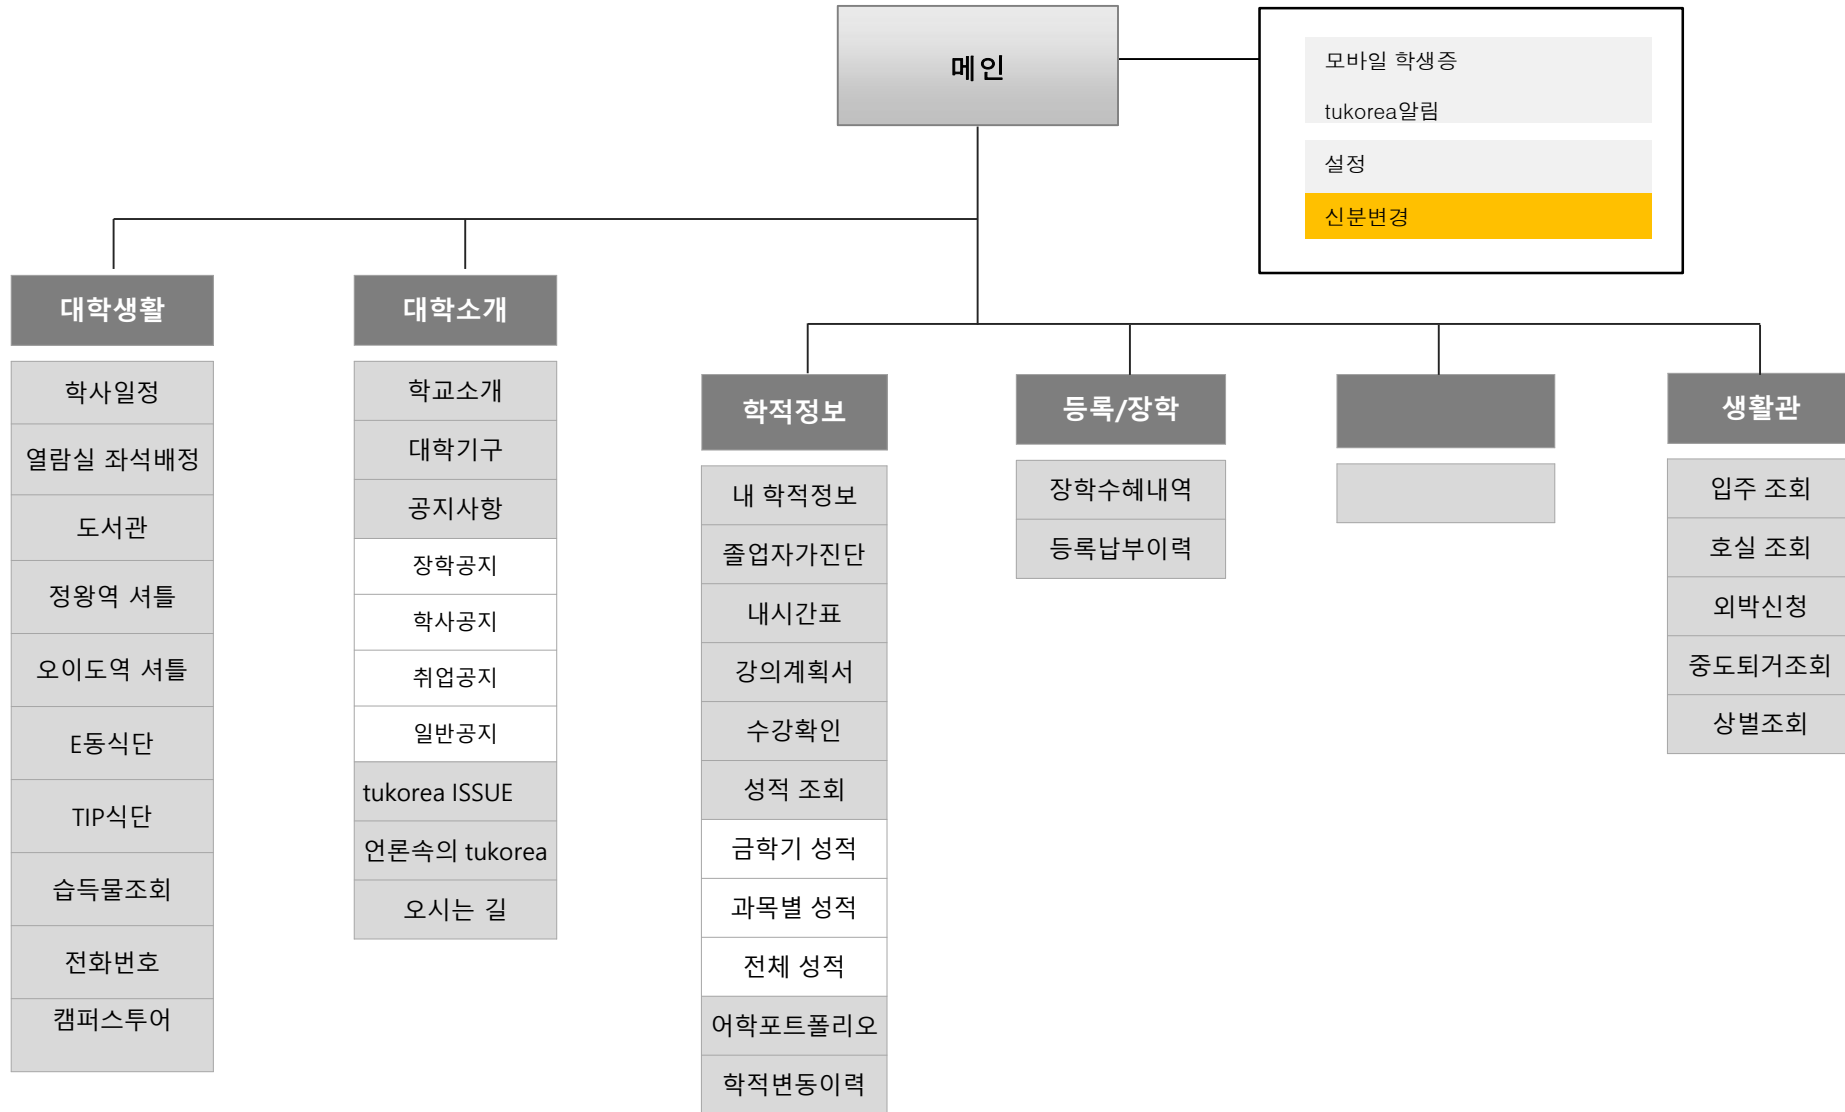 메인
모바일 학생증
tukorea알림
설정
신분변경
대학생활
학사일정
열람실 좌석배정
도서관
정왕역 셔틀
오이도역 셔틀
E동식단
TIP식단
습득물조회
전화번호
캠퍼스투어
대학소개
학교소개
대학기구
공지사항
장학공지
학사공지
취업공지
일반공지
tukorea ISSUE
언론속의 tukorea
오시는 길
학적정보
내 학적정보
졸업자가진단
내시간표
강의계획서
수강확인
성적 조회
금학기 성적
과목별 성적
전체 성적
어학포트폴리오
학적변동이력
등록/장학
장학수혜내역
등록납부이력
생활관
입주 조회
호실 조회
외박신청
중도퇴거조회
상벌조회